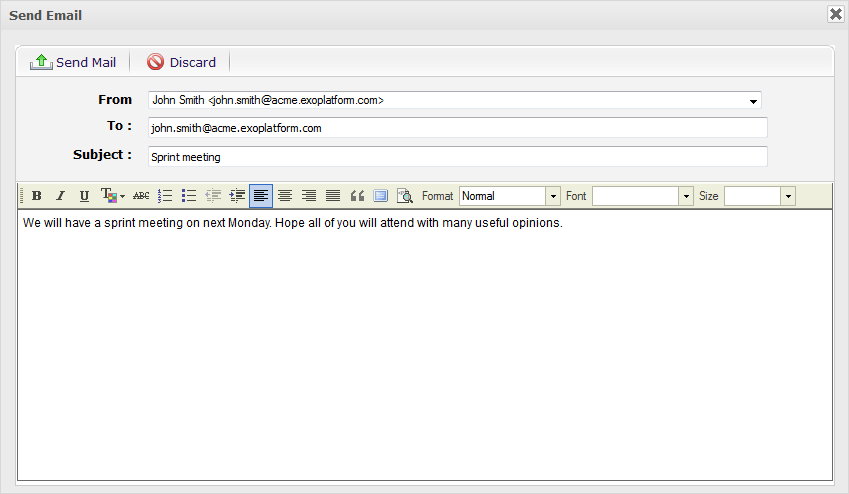 Send Email
Send Mail Discard
From John Smith <john.smith@acme.exoplatform.com>
To : john.smith@acme.exoplatform.com
Subject : Sprint meeting
B I U T ABC Format Normal Font Size
We will have a sprint meeting on next Monday. Hope all of you will attend with many useful opinions.